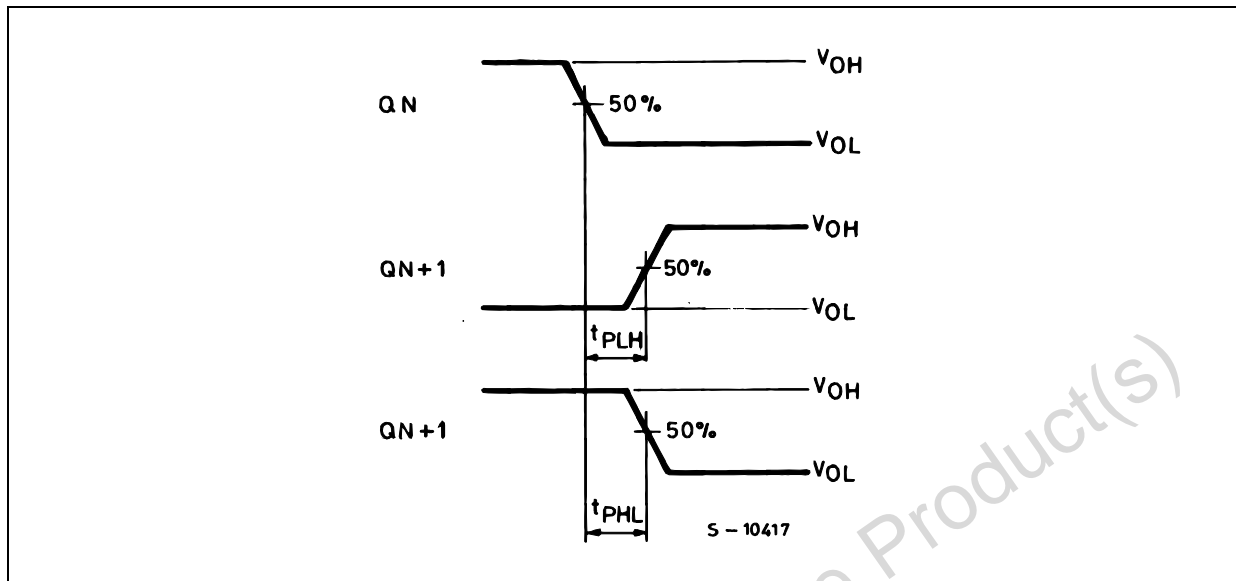 VOH
QN
50%
VOL
VOH
QN+1
50%
VOL
tPLH
VOH
QN+1
50%
VOL
tPHL
S - 10417
Product(s)